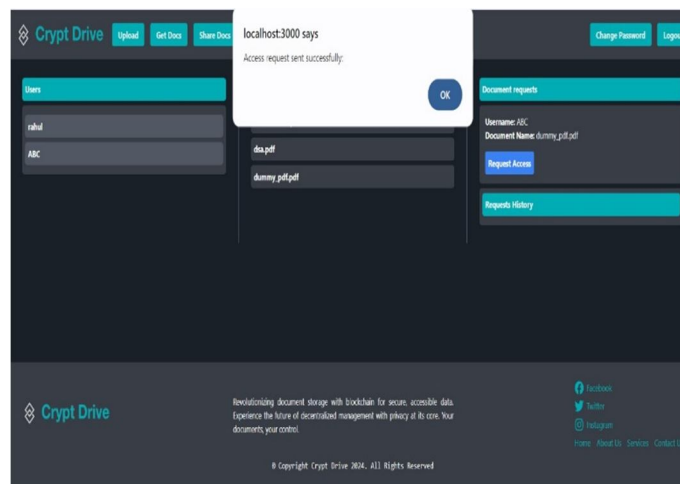 Crypt Drive
Upload
Get Docs
Share Docs
localhost:3000 says
Access request sent successfully:
OK
Change Password
Logou
Users
rahul
ABC
dsa.pdf
dummy_pdf.pdf
Document requests
Username: ABC
Document Name: dummy_pdf.pdf
Request Access
Requests History
Crypt Drive
Revolutionizing document storage with blockchain for secure, accessible data.
Experience the future of decentralized management with privacy at its core. Your
documents, your control.
© Copyright Crypt Drive 2024. All Rights Reserved
Facebook
Twitter
Instagram
Home About Us Services Contact U